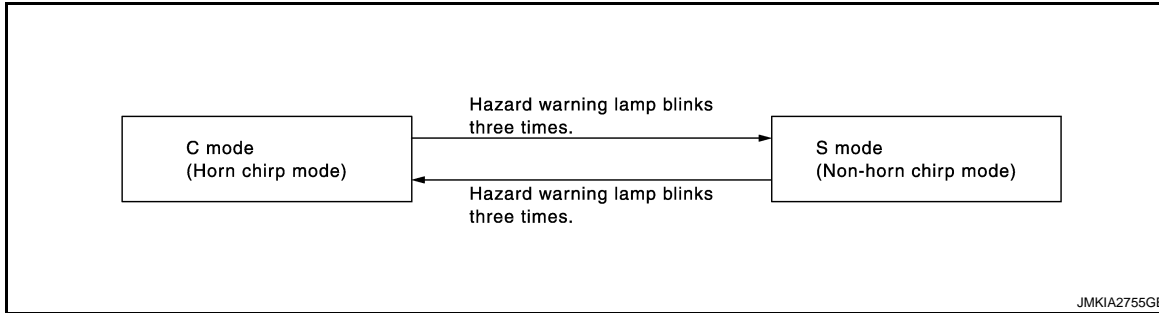 Hazard warning lamp blinks
three times.
C mode
(Horn chirp mode)
S mode
(Non-horn chirp mode)
Hazard warning lamp blinks
three times.
JMKIA2755GB